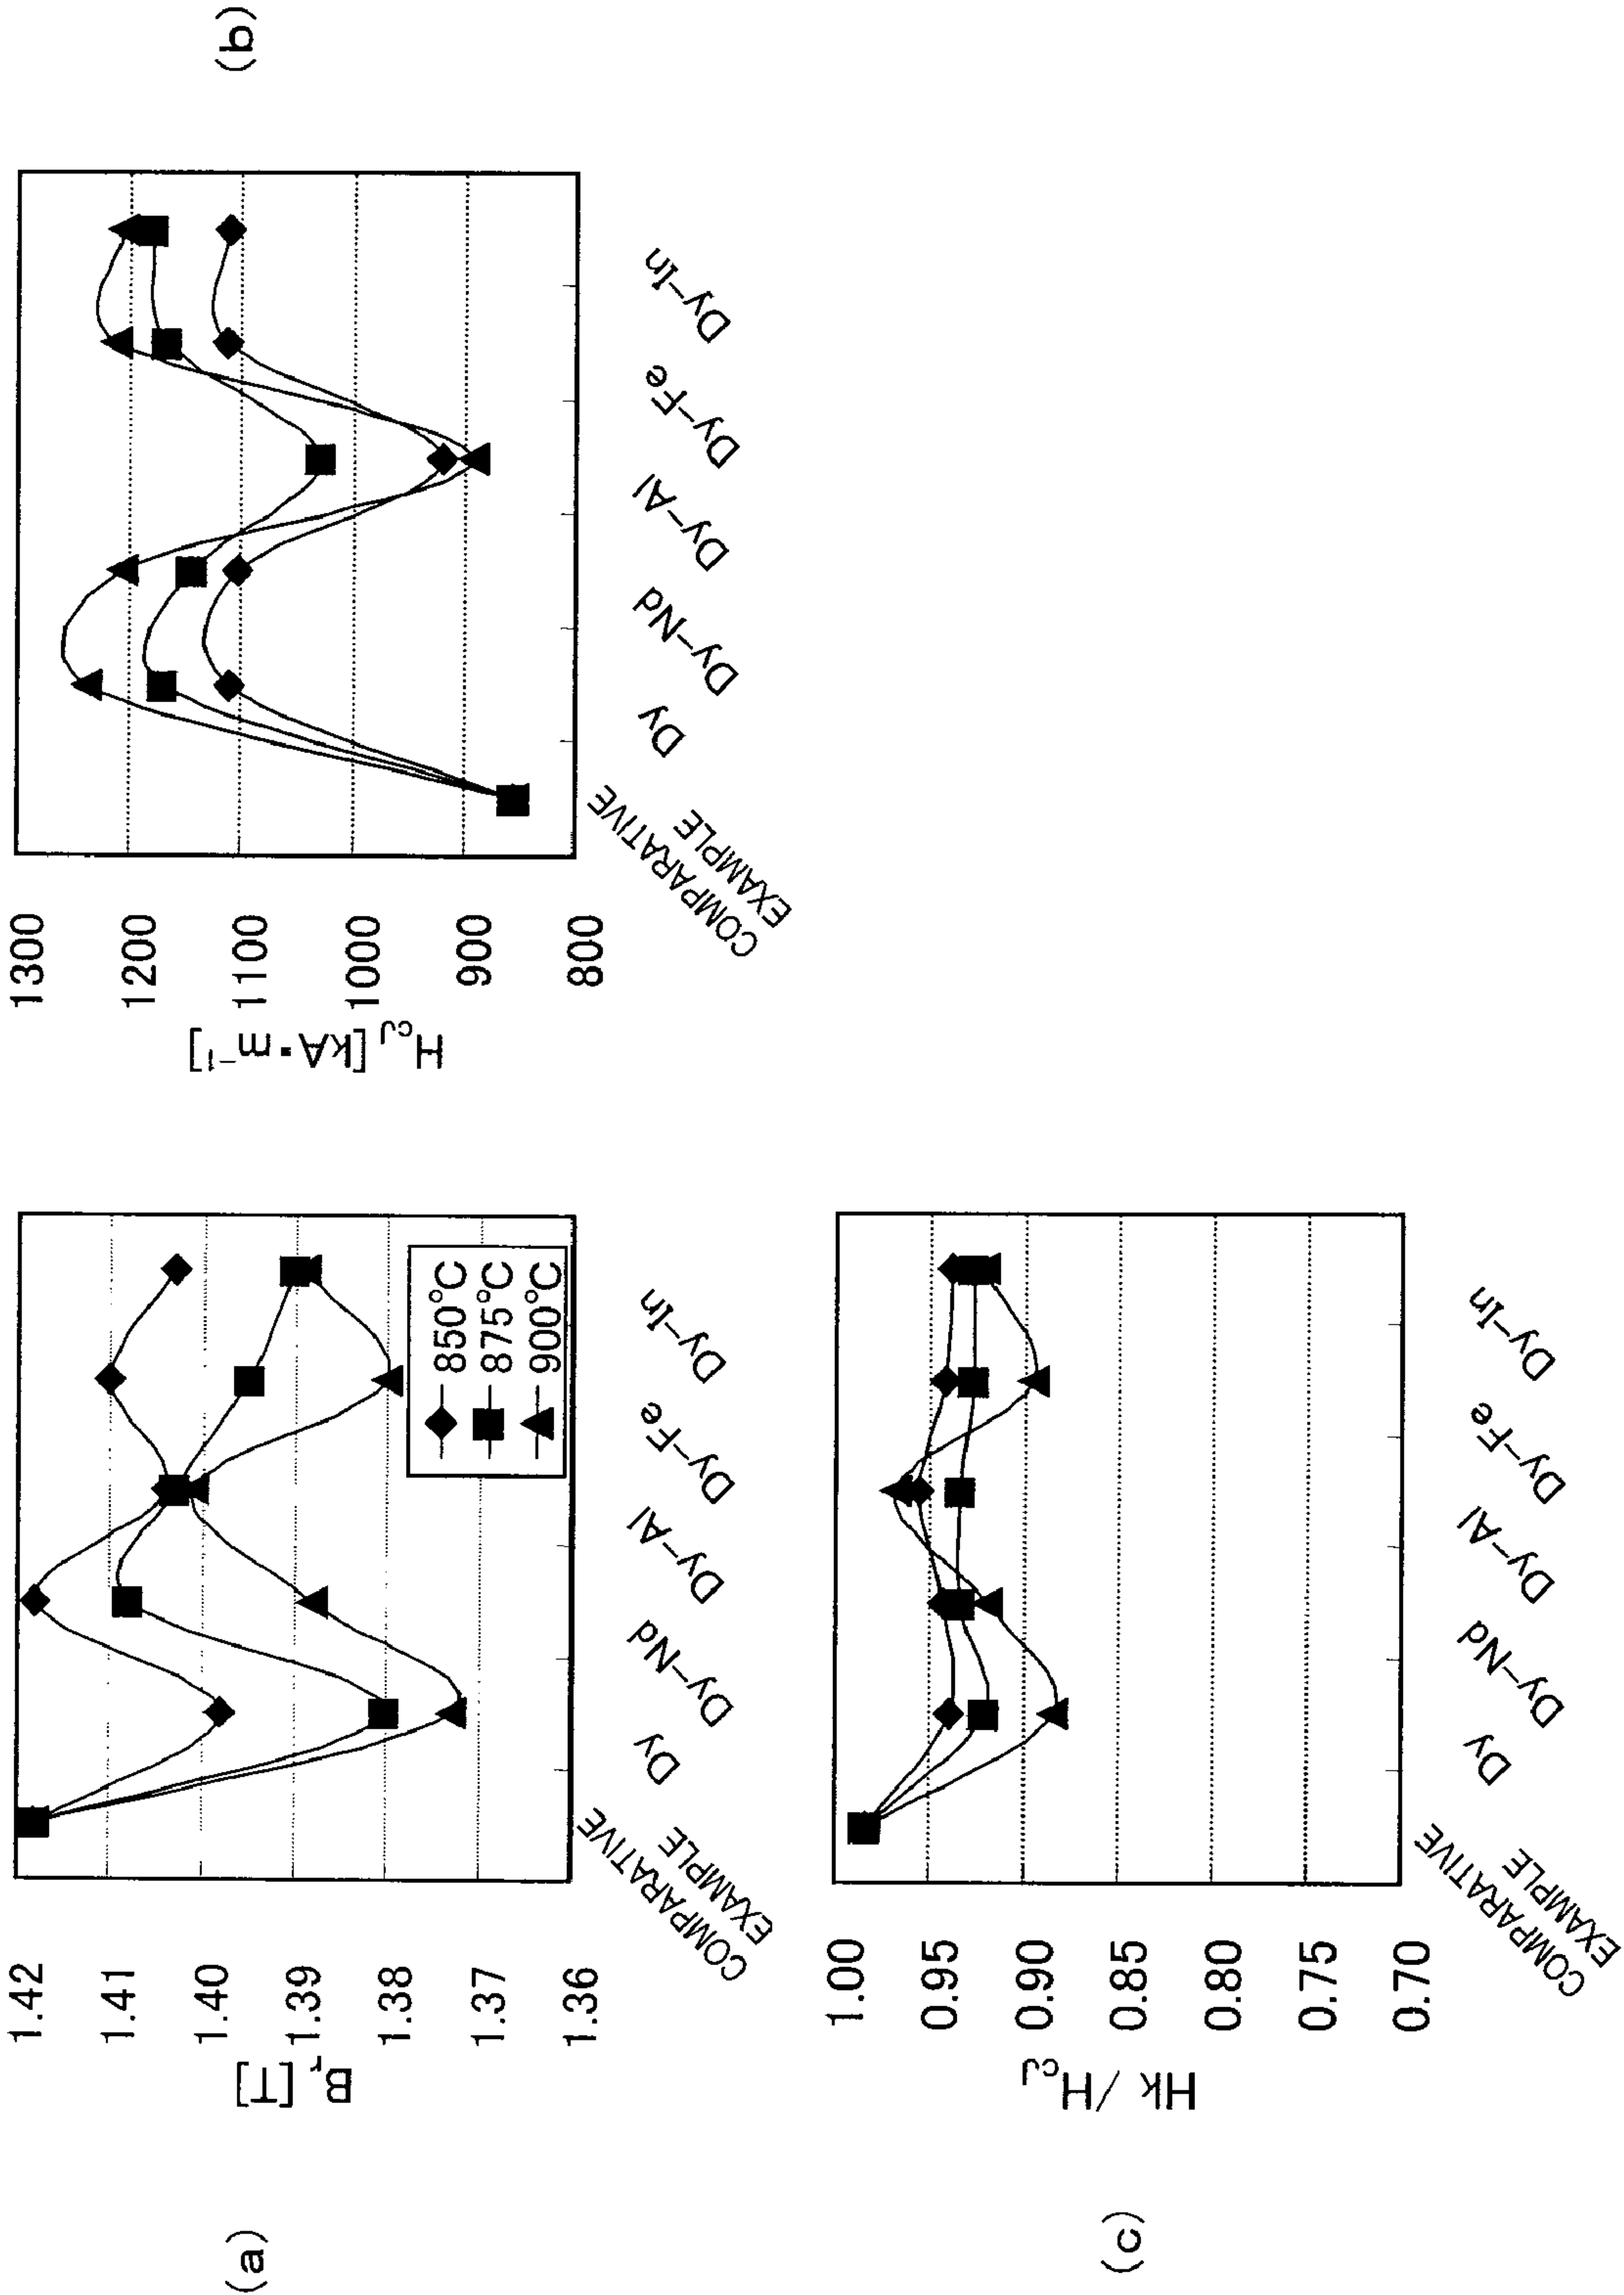 (a)
B_r [T]
1.42
1.41
1.40
1.39
1.38
1.37
1.36
850°C
875°C
900°C
COMPARATIVE
EXAMPLE
Dy
Dy-Nd
Dy-Al
Dy-Fe
Dy-In
(b)
H_cJ [kA·m⁻¹]
1300
1200
1100
1000
900
800
COMPARATIVE
EXAMPLE
Dy
Dy-Nd
Dy-Al
Dy-Fe
Dy-In
(c)
Hk/H_cJ
1.00
0.95
0.90
0.85
0.80
0.75
0.70
COMPARATIVE
EXAMPLE
Dy
Dy-Nd
Dy-Al
Dy-Fe
Dy-In